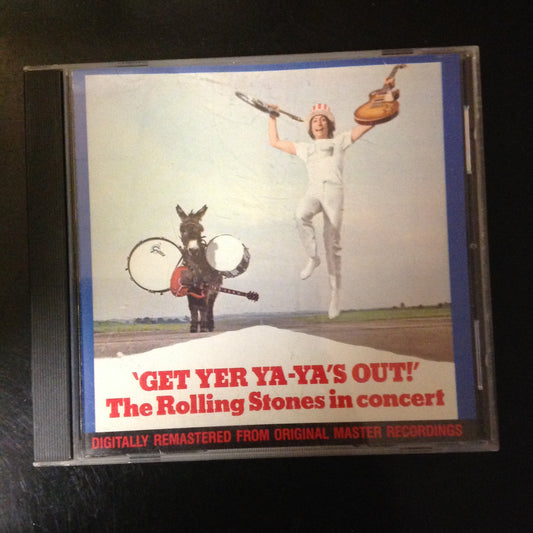 'GET YER YA-YA'S OUT!'
The Rolling Stones in concert
DIGITALLY REMASTERED FROM ORIGINAL MASTER RECORDINGS